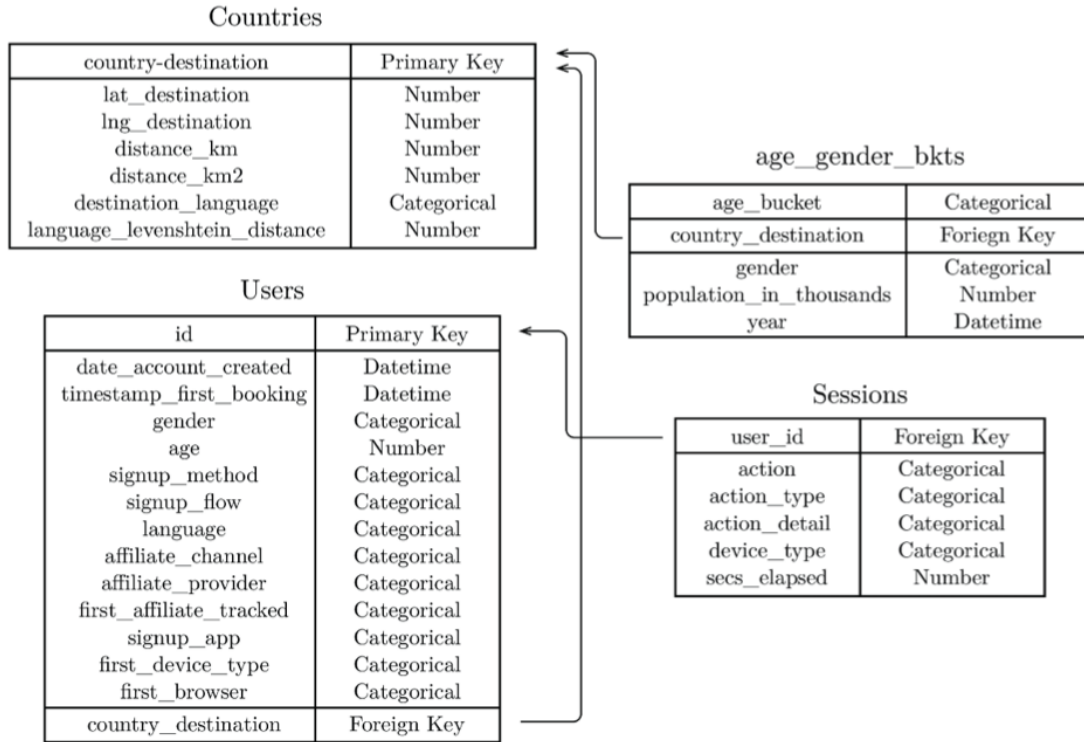 Countries
country-destination Primary Key
lat_destination Number
lng_destination Number
distance_km Number
distance_km2 Number
destination_language Categorical
language_levenshtein_distance Number
age_gender_bkts
age_bucket Categorical
country_destination Foriegn Key
gender Categorical
population_in_thousands Number
year Datetime
Users
id Primary Key
date_account_created Datetime
timestamp_first_booking Datetime
gender Categorical
age Number
signup_method Categorical
signup_flow Categorical
language Categorical
affiliate_channel Categorical
affiliate_provider Categorical
first_affiliate_tracked Categorical
signup_app Categorical
first_device_type Categorical
first_browser Categorical
country_destination Foreign Key
Sessions
user_id Foreign Key
action Categorical
action_type Categorical
action_detail Categorical
device_type Categorical
secs_elapsed Number